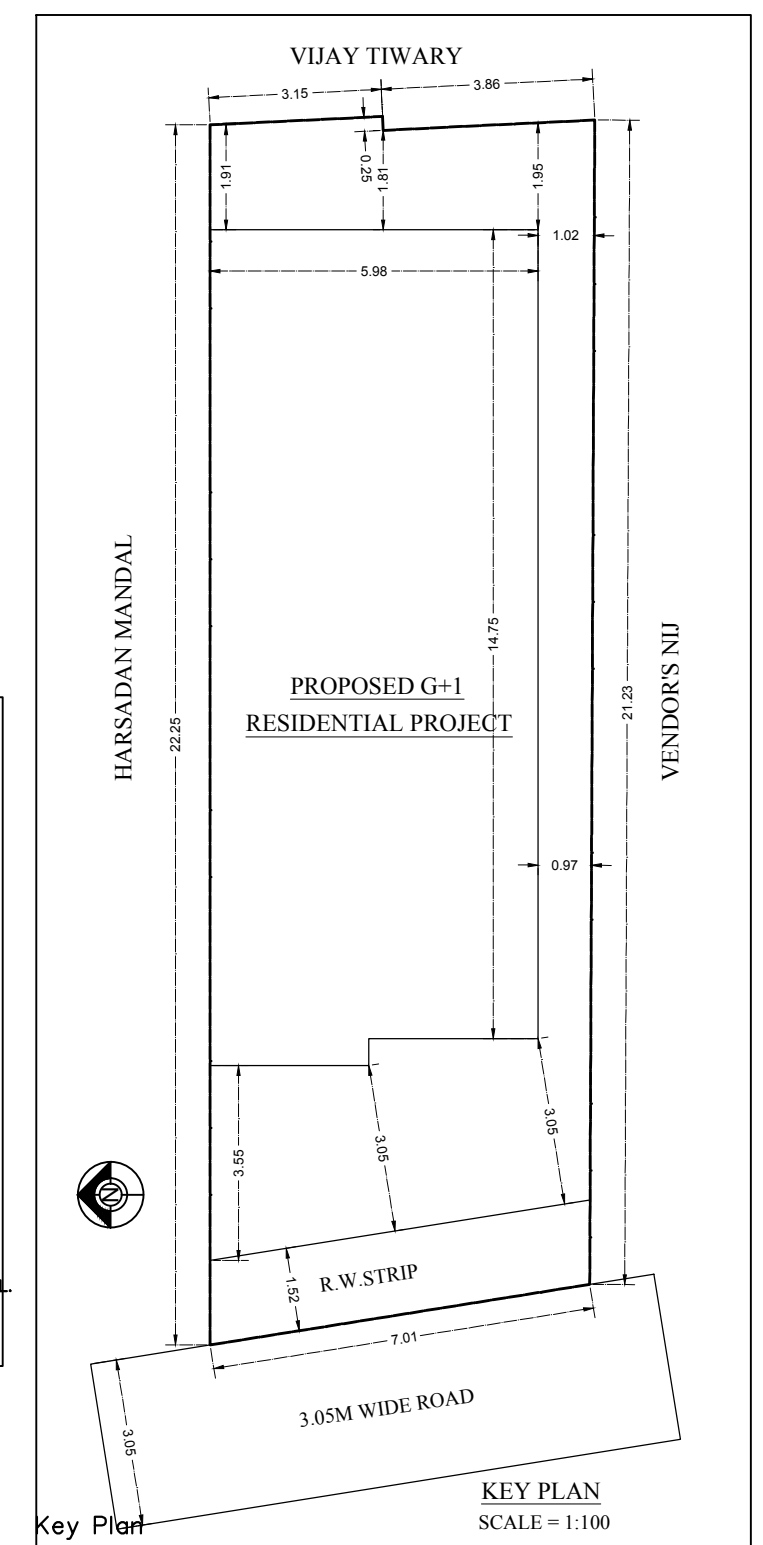 VIJAY TIWARY
3.15
3.86
1.91
0.25
1.81
1.95
1.02
5.98
HARSADAN MANDAL
22.25
14.75
PROPOSED G+1
RESIDENTIAL PROJECT
21.23
VENDOR'S NIJ
0.97
3.55
3.05
3.05
N
R.W.STRIP
1.52
7.01
3.05M WIDE ROAD
3.05
KEY PLAN
SCALE = 1:100
Key Plan